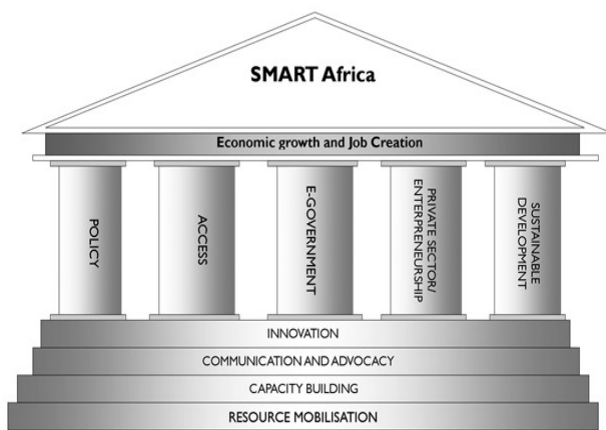 SMART Africa
Economic growth and Job Creation
POLICY
ACCESS
E-GOVERNMENT
PRIVATE SECTOR/
ENTERPRENEURSHIP
SUSTAINABLE
DEVELOPMENT
INNOVATION
COMMUNICATION AND ADVOCACY
CAPACITY BUILDING
RESOURCE MOBILISATION